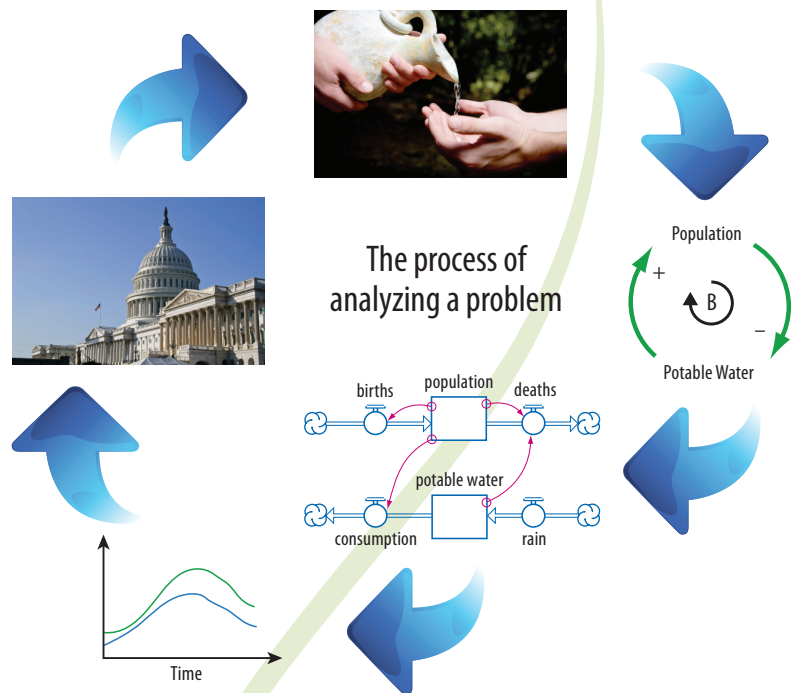 The process of
analyzing a problem
Population
+
B
−
Potable Water
births
population
deaths
potable water
consumption
rain
Time